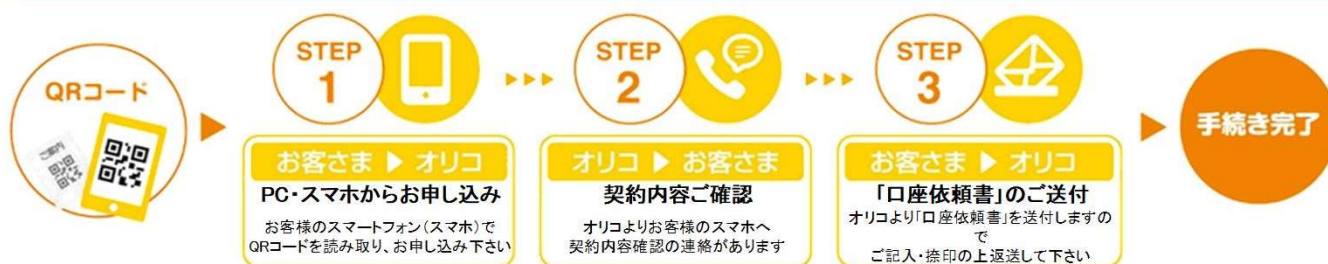 QRコード
ご案内
STEP
1
お客さま ▶ オリコ
PC・スマホからお申し込み
お客様のスマートフォン(スマホ)で
QRコードを読み取り、お申し込み下さい
STEP
2
オリコ ▶ お客さま
契約内容ご確認
オリコよりお客様のスマホへ
契約内容確認の連絡があります
STEP
3
お客さま ▶ オリコ
「口座依頼書」のご送付
オリコより「口座依頼書」を送付しますの
で
ご記入・捺印の上返送して下さい
手続き完了